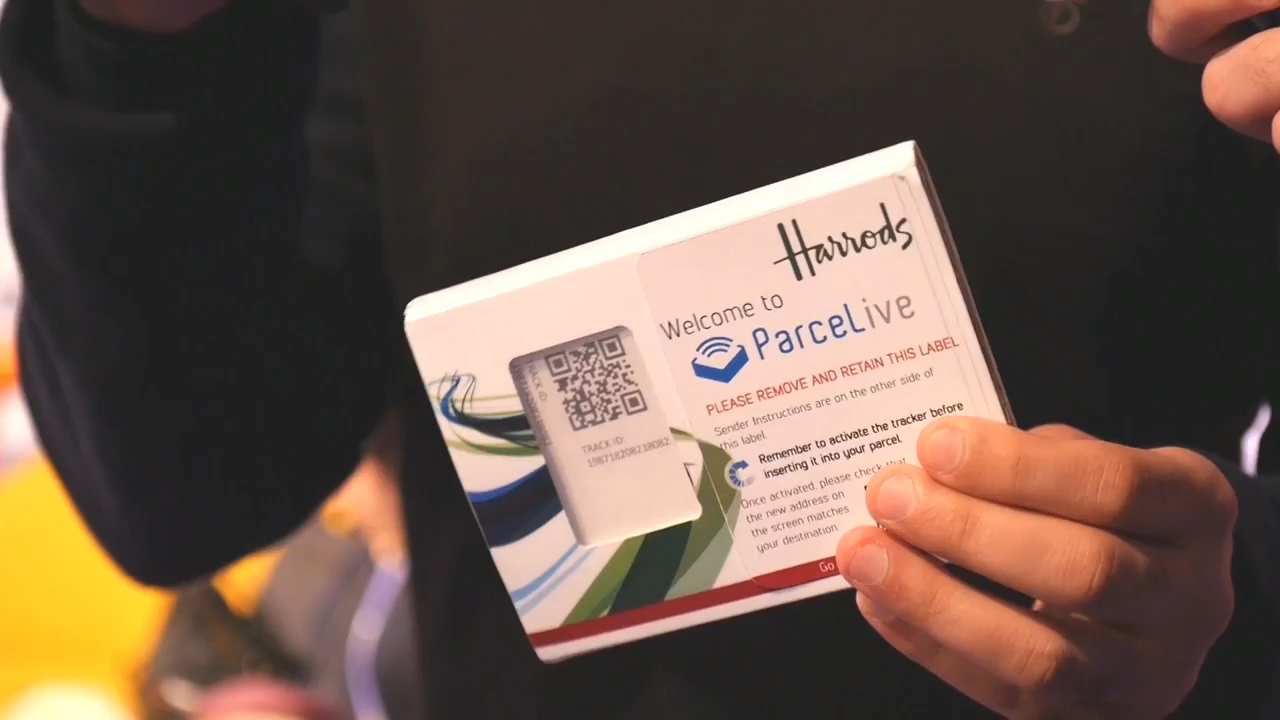 TRACK ID:
Harrods
Welcome to
ParceLive
PLEASE REMOVE AND RETAIN THIS LABEL
Sender Instructions are on the other side of
this label
Remember to activate the tracker before
inserting it into your parcel.
Once activated, please check that
the new address on
the screen matches
your destination
Go